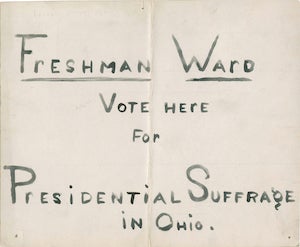 FRESHMAN WARD
VOTE HERE
FOR
PRESIDENTIAL SUFFRAGE
IN OHIO.